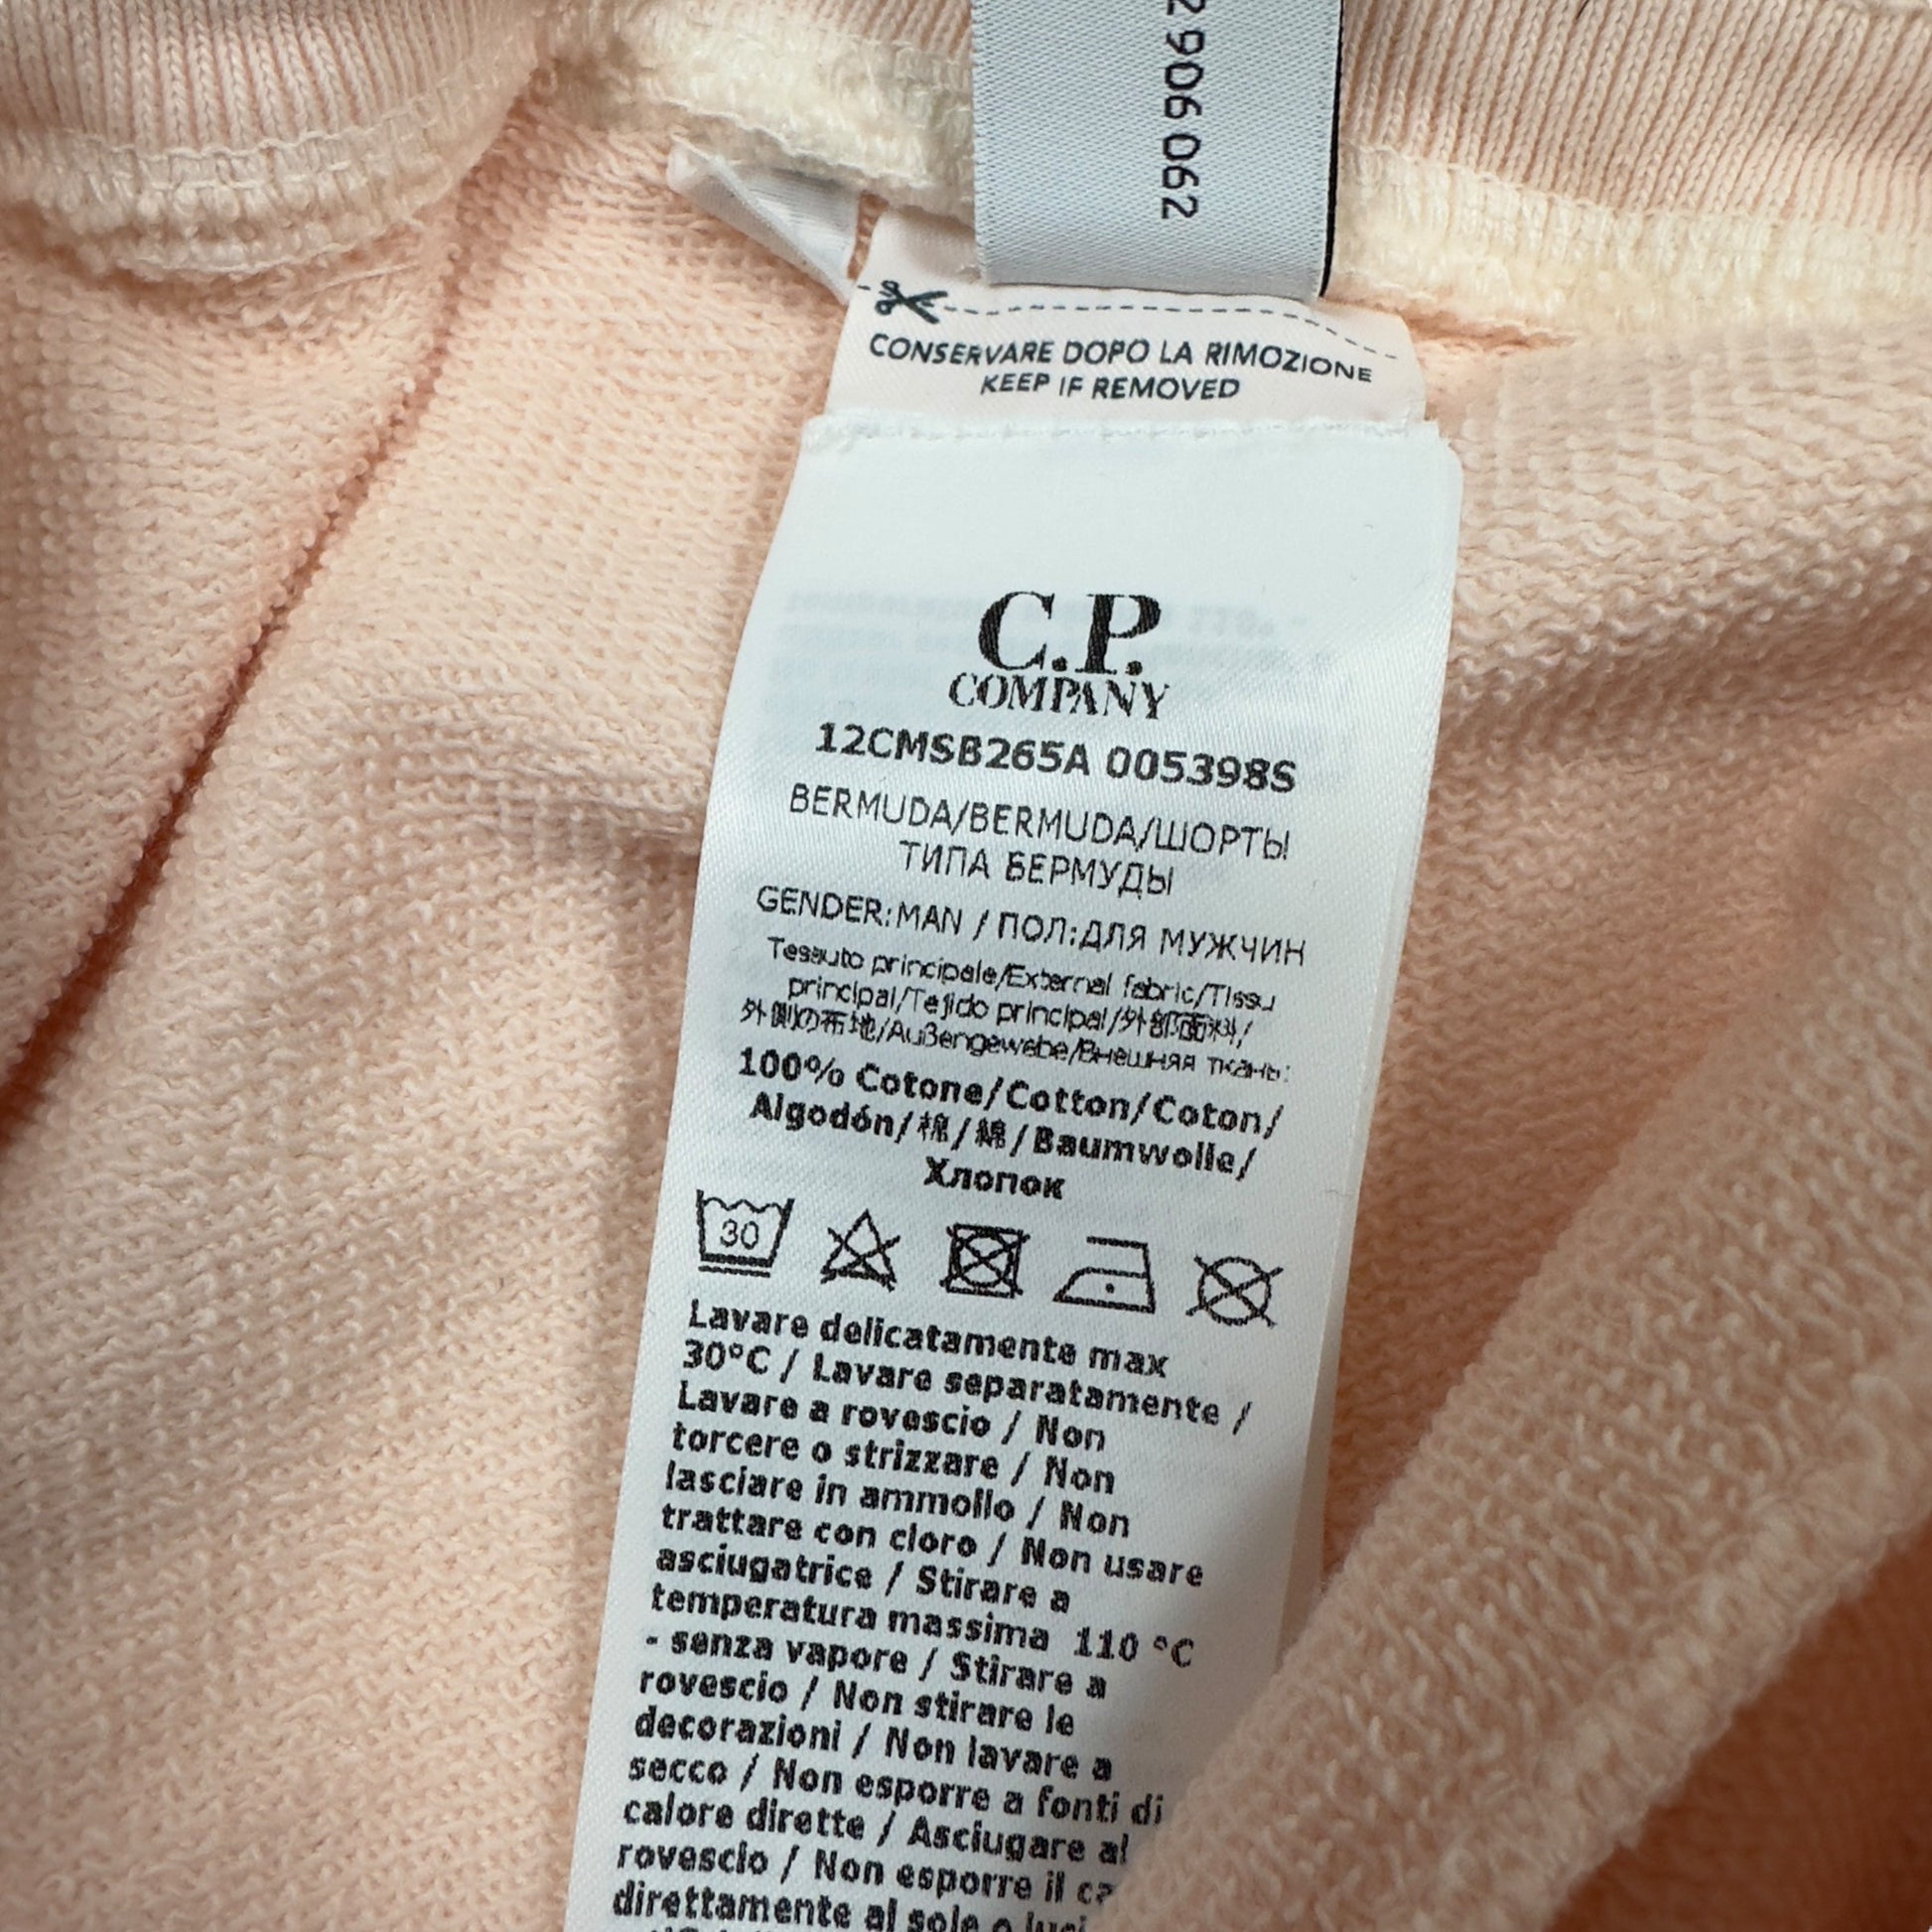 2 906 062
CONSERVARE DOPO LA RIMOZIONE
KEEP IF REMOVED
C.P.
COMPANY
12CMSB265A 005398S
BERMUDA/BERMUDA/ШОРТЫ
ТИПА БЕРМУДЫ
GENDER:MAN / ПОЛ:ДЛЯ МУЖЧИН
Tessuto principale/External fabric/Tissu
principal/Tejido principal/外部面料/
外側の布地/Außengewebe/Внешняя ткань:
100% Cotone/Cotton/Coton/
Algodón/棉/綿/Baumwolle/
Хлопок
30
Lavare delicatamente max
30°C / Lavare separatamente /
Lavare a rovescio / Non
torcere o strizzare / Non
lasciare in ammollo / Non
trattare con cloro / Non usare
asciugatrice / Stirare a
temperatura massima 110 °C
- senza vapore / Stirare a
rovescio / Non stirare le
decorazioni / Non lavare a
secco / Non esporre a fonti di
calore dirette / Asciugare al
rovescio / Non esporre il
direttamente al sole o